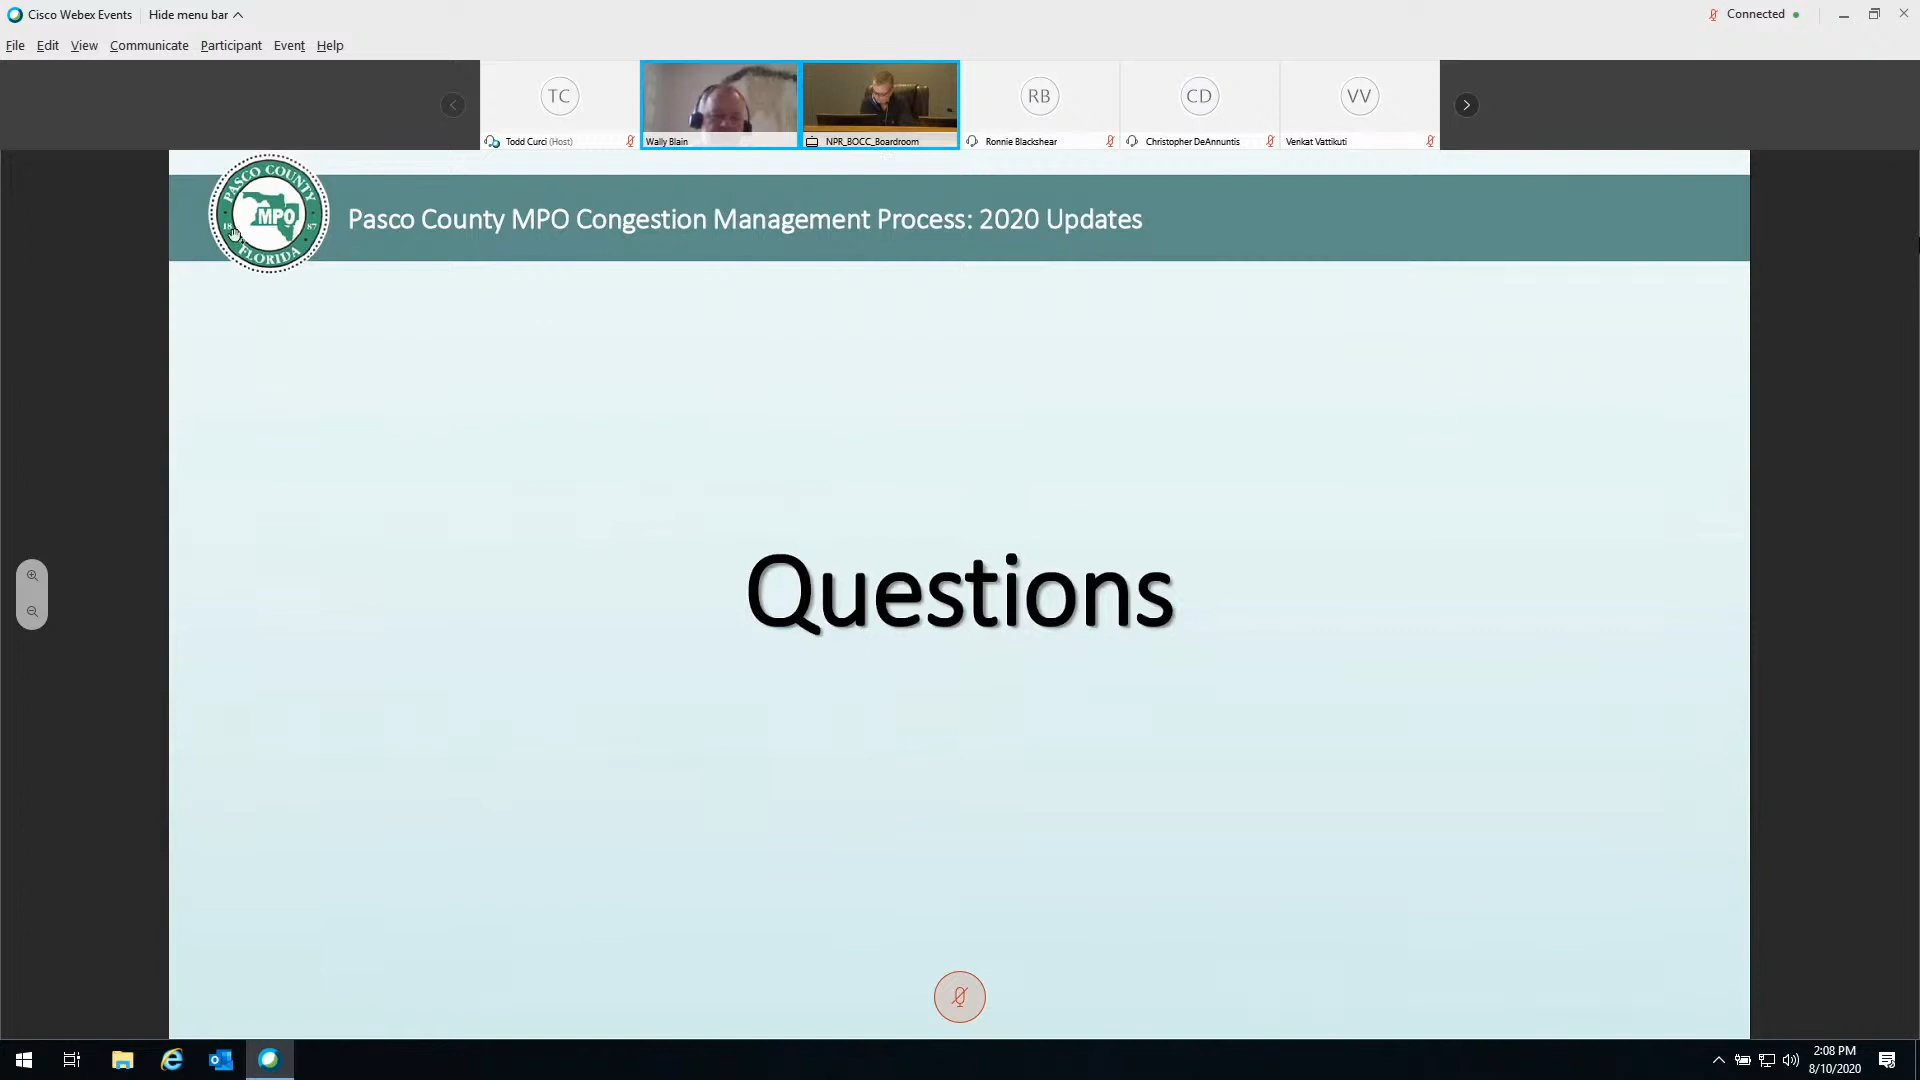 Cisco Webex Events Hide menu bar Connected
File Edit View Communicate Participant Event Help
TC RB CD VV
Todd Curci (Host) Wally Blain NPR_BOCC_Boardroom Ronnie Blackshear Christopher DeAnnuntis Venkat Vattikuti
PASCO COUNTY
MPO
18 87
FLORIDA
Pasco County MPO Congestion Management Process: 2020 Updates
Questions
2:08 PM
8/10/2020